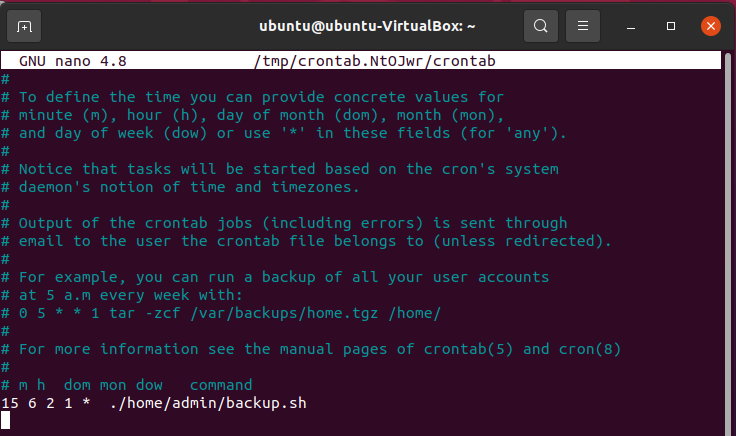 ubuntu@ubuntu-VirtualBox: ~
GNU nano 4.8 /tmp/crontab.NtOJwr/crontab
#
# To define the time you can provide concrete values for
# minute (m), hour (h), day of month (dom), month (mon),
# and day of week (dow) or use '*' in these fields (for 'any').
#
# Notice that tasks will be started based on the cron's system
# daemon's notion of time and timezones.
#
# Output of the crontab jobs (including errors) is sent through
# email to the user the crontab file belongs to (unless redirected).
#
# For example, you can run a backup of all your user accounts
# at 5 a.m every week with:
# 0 5 * * 1 tar -zcf /var/backups/home.tgz /home/
#
# For more information see the manual pages of crontab(5) and cron(8)
#
# m h  dom mon dow   command
15 6 2 1 *  ./home/admin/backup.sh